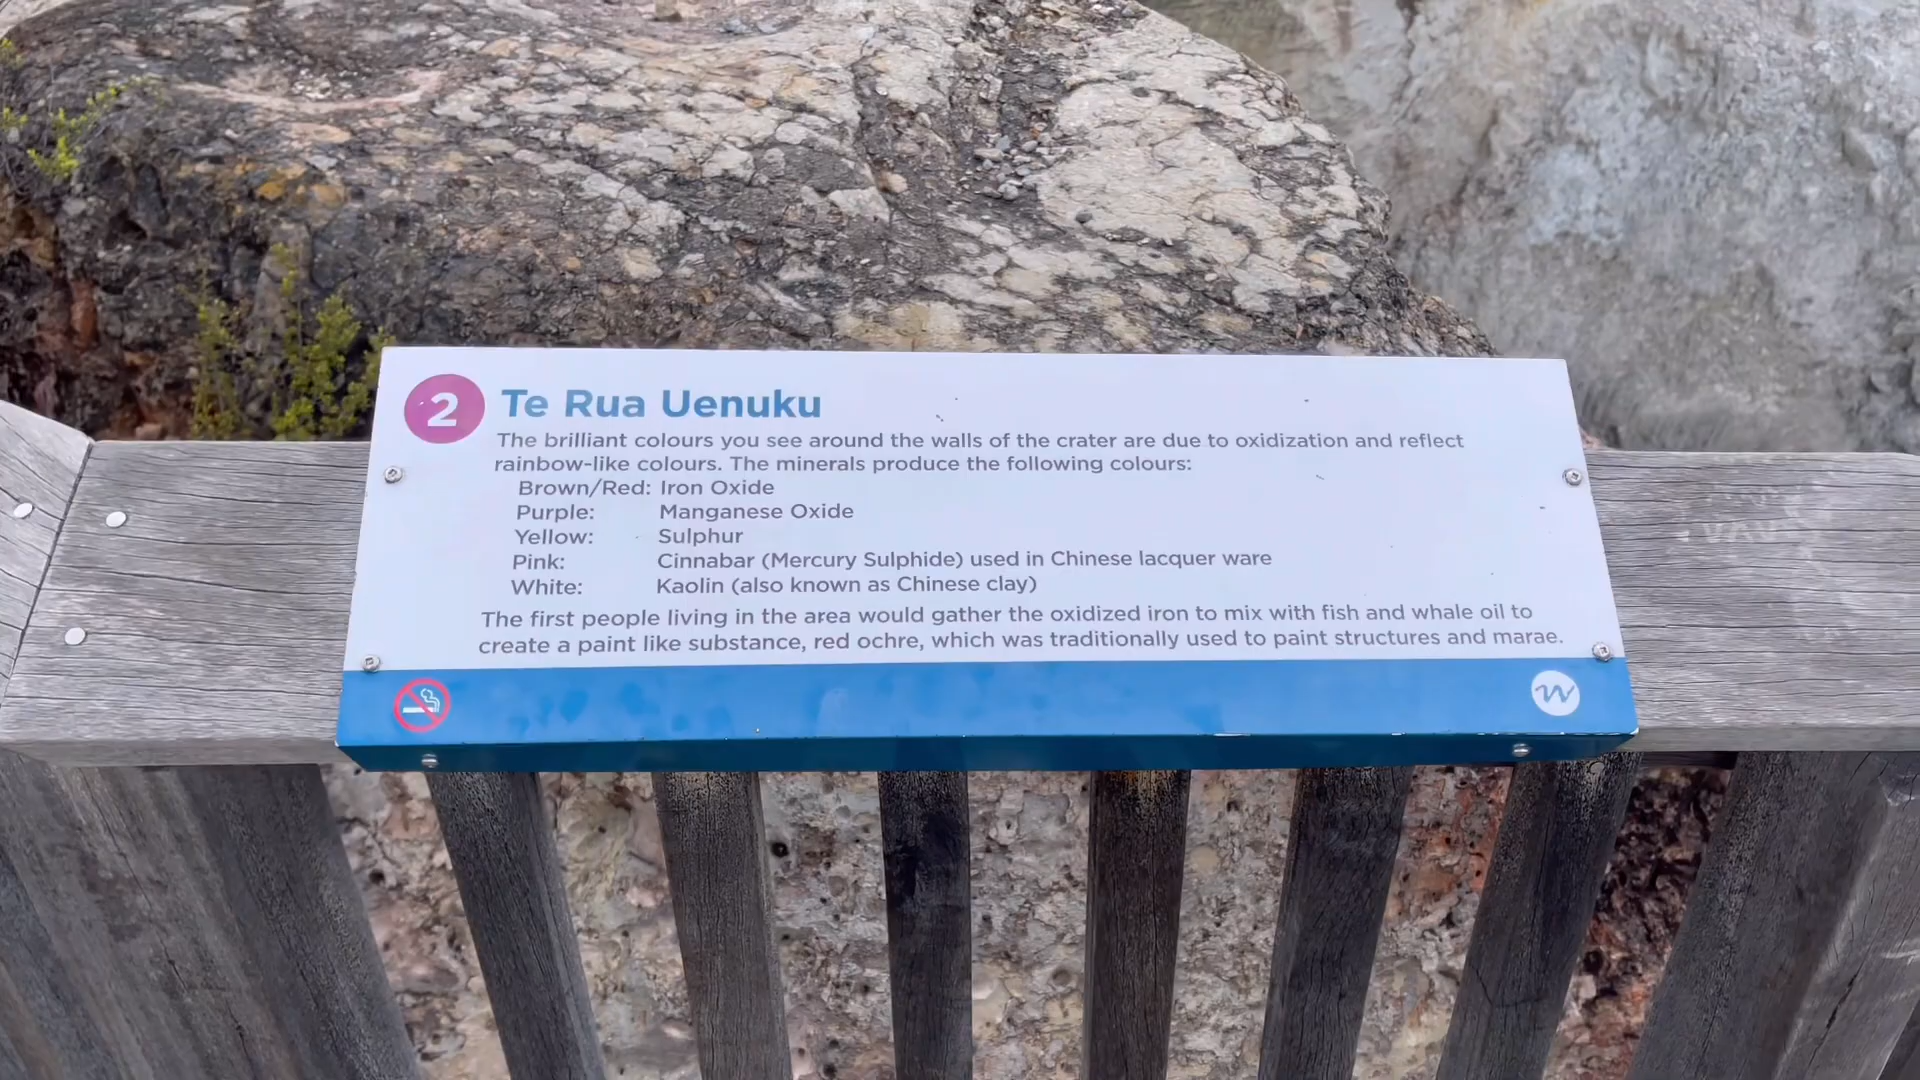 2 Te Rua Uenuku
The brilliant colours you see around the walls of the crater are due to oxidization and reflect
rainbow-like colours. The minerals produce the following colours:
Brown/Red: Iron Oxide
Purple: Manganese Oxide
Yellow: Sulphur
Pink: Cinnabar (Mercury Sulphide) used in Chinese lacquer ware
White: Kaolin (also known as Chinese clay)
The first people living in the area would gather the oxidized iron to mix with fish and whale oil to
create a paint like substance, red ochre, which was traditionally used to paint structures and marae.
w